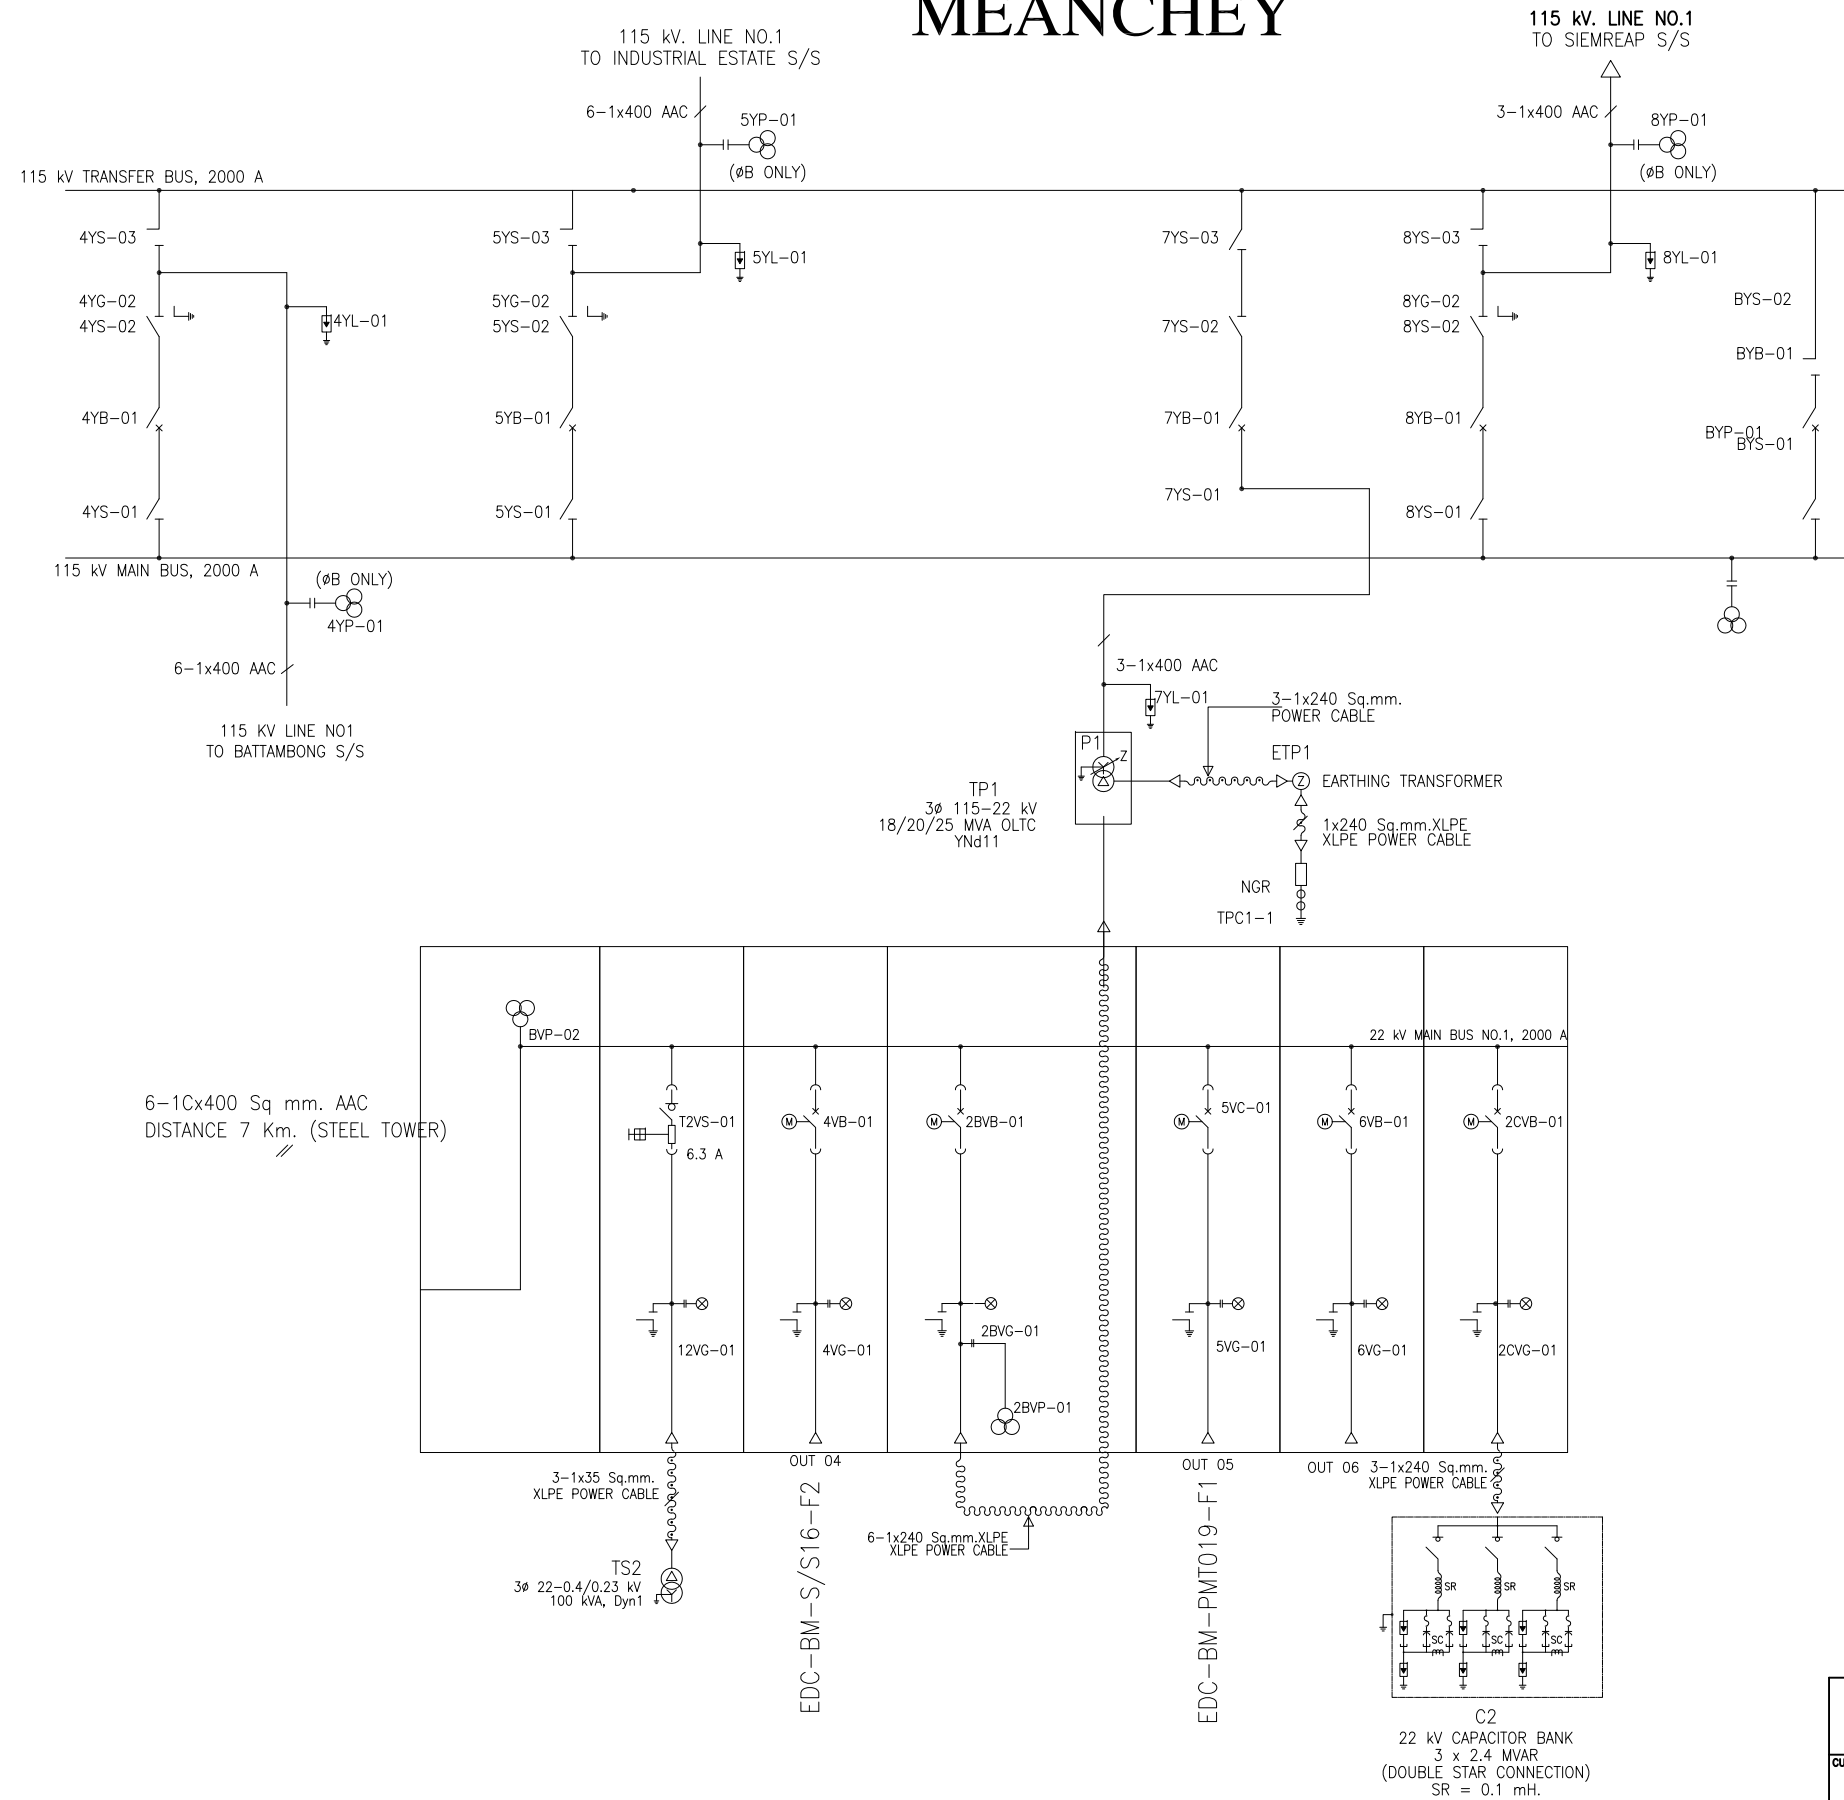 MEANCHEY
115 kV. LINE NO.1
TO INDUSTRIAL ESTATE S/S
115 kV. LINE NO.1
TO SIEMREAP S/S
6-1x400 AAC
5YP-01
(øB ONLY)
3-1x400 AAC
8YP-01
(øB ONLY)
115 kV TRANSFER BUS, 2000 A
4YS-03
5YS-03
5YL-01
7YS-03
8YS-03
8YL-01
4YG-02
4YS-02
4YL-01
5YG-02
5YS-02
7YS-02
8YG-02
8YS-02
BYS-02
BYB-01
4YB-01
5YB-01
7YB-01
8YB-01
BYP-01
BYS-01
4YS-01
5YS-01
7YS-01
8YS-01
115 kV MAIN BUS, 2000 A
(øB ONLY)
4YP-01
6-1x400 AAC
115 KV LINE NO1
TO BATTAMBONG S/S
3-1x400 AAC
7YL-01
3-1x240 Sq.mm.
POWER CABLE
P1
Z
ETP1
Z
EARTHING TRANSFORMER
TP1
3ø 115-22 kV
18/20/25 MVA OLTC
YNd11
1x240 Sq.mm.XLPE
XLPE POWER CABLE
NGR
TPC1-1
BVP-02
22 kV MAIN BUS NO.1, 2000 A
6-1Cx400 Sq mm. AAC
DISTANCE 7 Km. (STEEL TOWER)
T2VS-01
6.3 A
M
4VB-01
2BVB-01
M
M
5VC-01
M
6VB-01
M
2CVB-01
12VG-01
4VG-01
2BVG-01
2BVP-01
5VG-01
6VG-01
2CVG-01
OUT 04
OUT 05
OUT 06
3-1x35 Sq.mm.
XLPE POWER CABLE
3-1x240 Sq.mm.
XLPE POWER CABLE
6-1x240 Sq.mm.XLPE
XLPE POWER CABLE
EDC-BM-S/S16-F2
EDC-BM-PMT019-F1
TS2
3ø 22-0.4/0.23 kV
100 kVA, Dyn1
SR
SR
SR
SC
SC
SC
C2
22 kV CAPACITOR BANK
3 x 2.4 MVAR
(DOUBLE STAR CONNECTION)
SR = 0.1 mH.